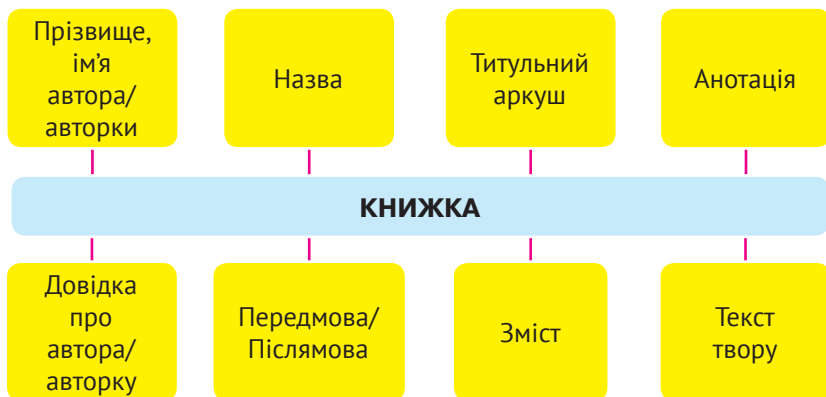 Прізвище,
ім’я
автора/
авторки
Назва
Титульний
аркуш
Анотація
КНИЖКА
Довідка
про
автора/
авторку
Передмова/
Післямова
Зміст
Текст
твору